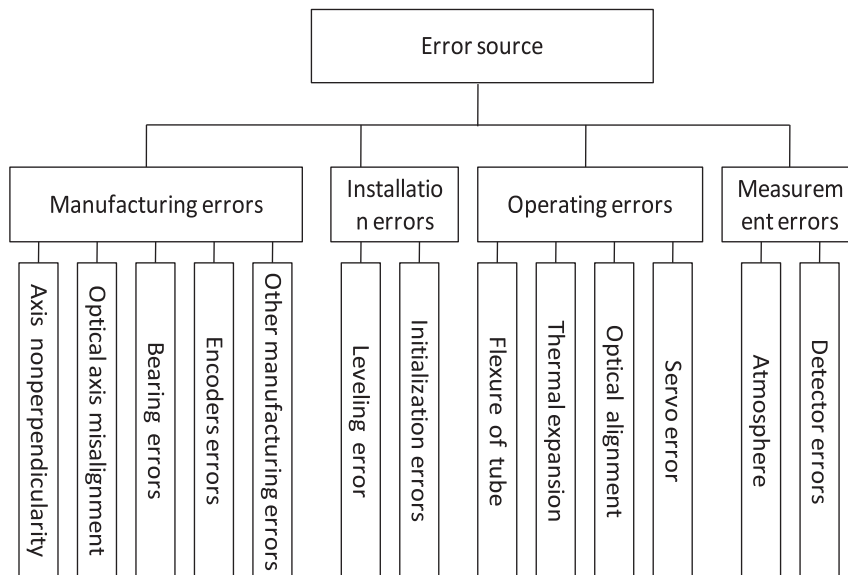 Error source
Manufacturing errors
Installatio
n errors
Operating errors
Measurem
ent errors
Axis nonperpendicularity
Optical axis misalignment
Bearing errors
Encoders errors
Other manufacturing errors
Leveling error
Initialization errors
Flexure of tube
Thermal expansion
Optical alignment
Servo error
Atmosphere
Detector errors